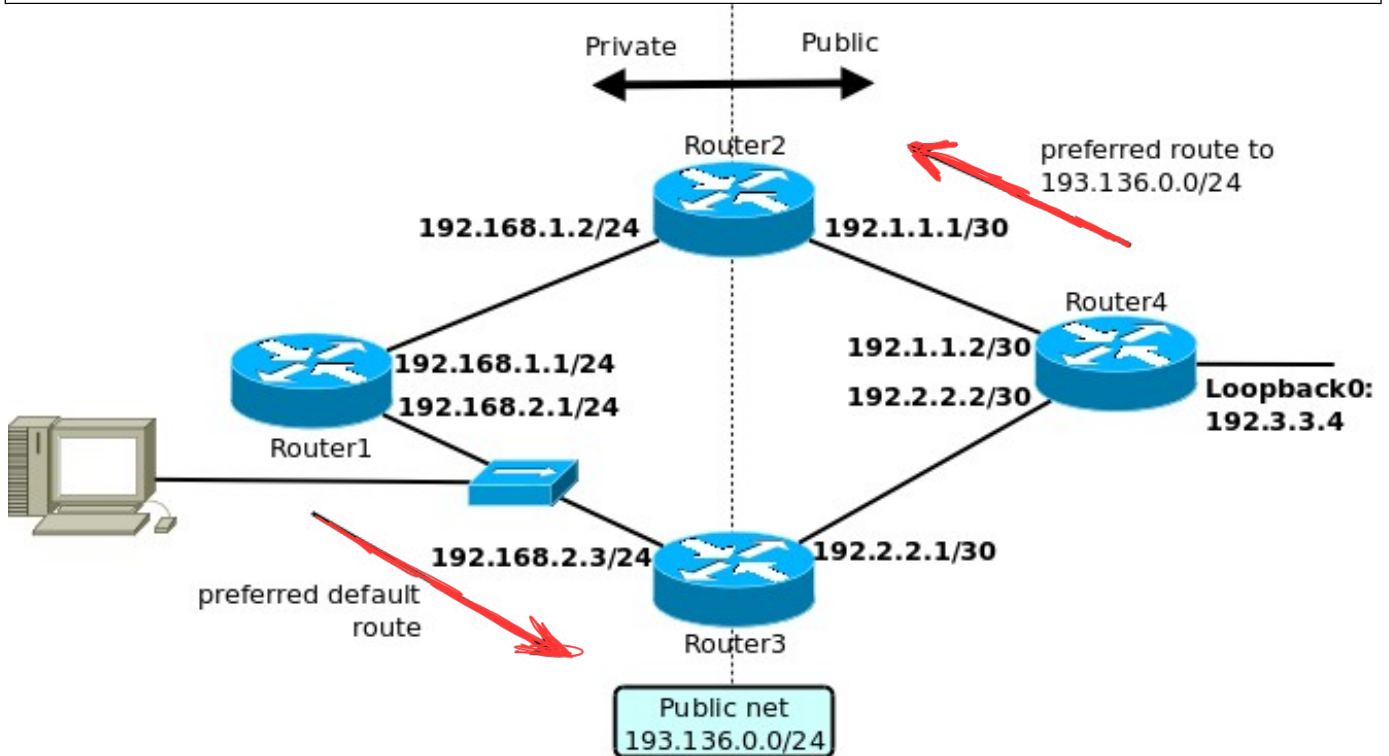 Private
Public
Router2
preferred route to
193.136.0.0/24
192.168.1.2/24
192.1.1.1/30
Router4
192.168.1.1/24
192.1.1.2/30
192.168.2.1/24
192.2.2.2/30
Loopback0:
192.3.3.4
Router1
192.168.2.3/24
192.2.2.1/30
preferred default
route
Router3
Public net
193.136.0.0/24